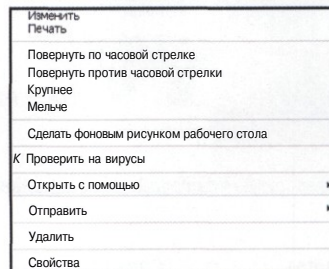 Изменить
Печать
Повернуть по часовой стрелке
Повернуть против часовой стрелки
Крупнее
Мельче
Сделать фоновым рисунком рабочего стола
К Проверить на вирусы
Открыть с помощью
Отправить
Удалить
Свойства